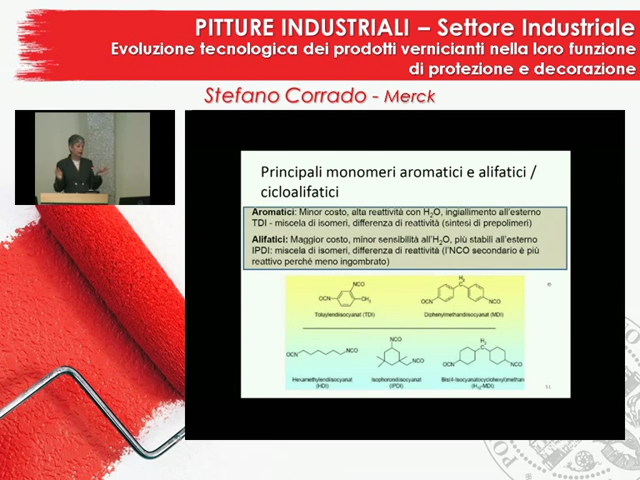 PITTURE INDUSTRIALI – Settore Industriale
Evoluzione tecnologica dei prodotti vernicianti nella loro funzione
di protezione e decorazione
Stefano Corrado - Merck
Principali monomeri aromatici e alifatici /
cicloalifatici
Aromatici: Minor costo, alta reattività con H₂O, ingiallimento all'esterno
TDI - miscela di isomeri, differenza di reattività (sintesi di prepolimeri)
Alifatici: Maggior costo, minor sensibilità all'H₂O, più stabili all'esterno
IPDI: miscela di isomeri, differenza di reattività (l'NCO secondario è più
reattivo perché meno ingombrato)
NCO
OCN
CH₃
Toluylendiisocyanat (TDI)
H₂
C
OCN
NCO
Diphenylmethandiisocyanat (MDI)
OCN
NCO
Hexamethylendiisocyanat
(HDI)
NCO
NCO
Isophorondiisocyanat
(IPDI)
H₂
C
OCN
NCO
Bis(4-Isocyanatocyclohexyl)methan
(H₁₂-MDI)
51